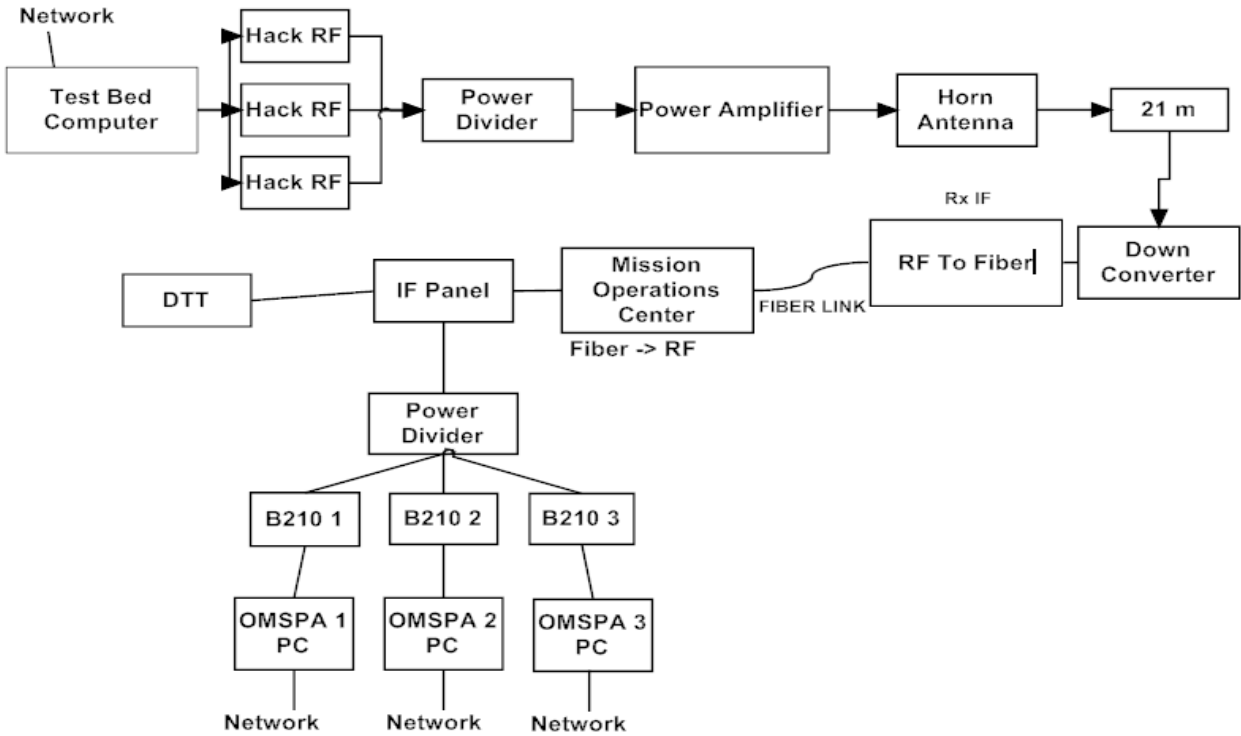 Network
Test Bed
Computer
Hack RF
Hack RF
Hack RF
Power
Divider
Power Amplifier
Horn
Antenna
21 m
Rx IF
RF To Fiber
Down
Converter
FIBER LINK
Mission
Operations
Center
Fiber -> RF
IF Panel
DTT
Power
Divider
B210 1
B210 2
B210 3
OMSPA 1
PC
OMSPA 2
PC
OMSPA 3
PC
Network
Network
Network